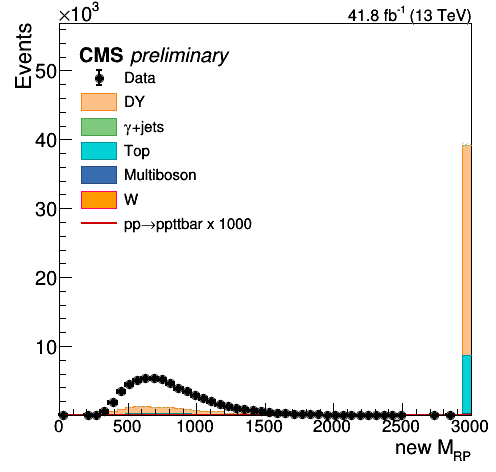 ×10³
41.8 fb⁻¹ (13 TeV)
Events
CMS preliminary
Data
DY
γ+jets
Top
Multiboson
W
pp→ppttbar x 1000
50
40
30
20
10
0 500 1000 1500 2000 2500 3000
new M_RP